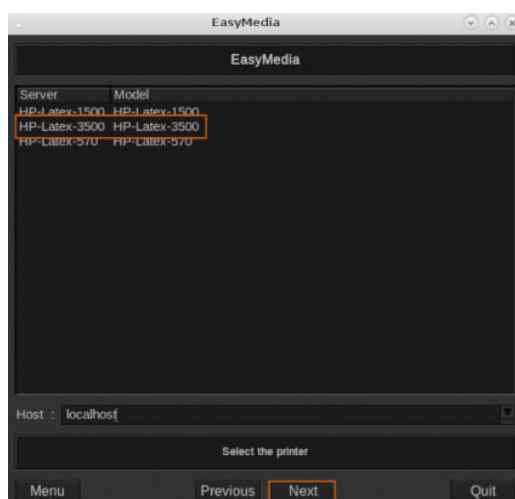 EasyMedia
EasyMedia
Server Model
HP-Latex-1500 HP-Latex-1500
HP-Latex-3500 HP-Latex-3500
HP-Latex-570 HP-Latex-570
Host : localhost
Select the printer
Menu Previous Next Quit